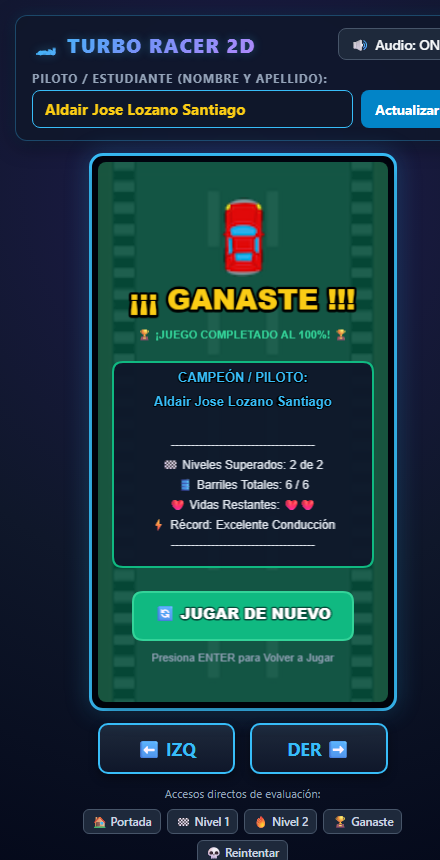 TURBO RACER 2D
🔊 Audio: ON
PILOTO / ESTUDIANTE (NOMBRE Y APELLIDO):
Aldair Jose Lozano Santiago
Actualizar
¡¡¡ GANASTE !!!
🏆 ¡JUEGO COMPLETADO AL 100%! 🏆
CAMPEÓN / PILOTO:
Aldair Jose Lozano Santiago
🏁 Niveles Superados: 2 de 2
🛢️ Barriles Totales: 6 / 6
💖 Vidas Restantes: 💖 💖
⚡ Récord: Excelente Conducción
🔄 JUGAR DE NUEVO
Presiona ENTER para Volver a Jugar
⬅️ IZQ
DER ➡️
Accesos directos de evaluación:
🏠 Portada
🏁 Nivel 1
🔥 Nivel 2
🏆 Ganaste
💀 Reintentar